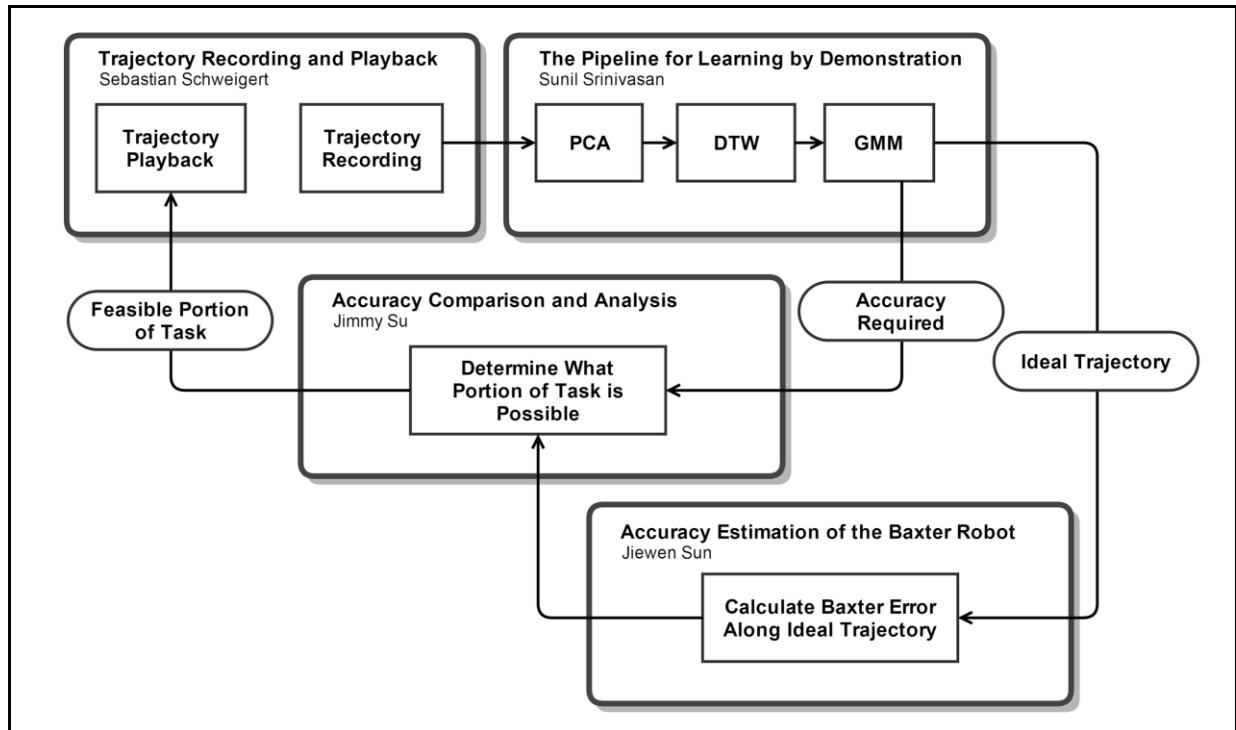 Trajectory Recording and Playback
Sebastian Schweigert
Trajectory
Playback
Trajectory
Recording
The Pipeline for Learning by Demonstration
Sunil Srinivasan
PCA
DTW
GMM
Feasible Portion
of Task
Accuracy Comparison and Analysis
Jimmy Su
Determine What
Portion of Task is
Possible
Accuracy
Required
Ideal Trajectory
Accuracy Estimation of the Baxter Robot
Jiewen Sun
Calculate Baxter Error
Along Ideal Trajectory